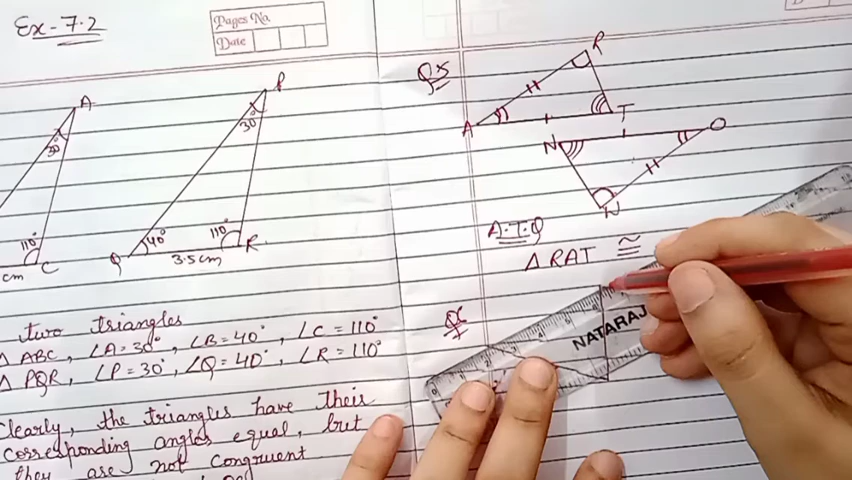 Ex-7.2
Pages No
Date
A
30°
110°
C
cm
P
30°
40°
110°
Q
R
3.5cm
two triangles
Δ ABC, ∠A=30°, ∠B=40°, ∠C=110°
Δ PQR, ∠P=30°, ∠Q=40°, ∠R=110°
Clearly, the triangles have their
corresponding angles equal, but
they are not congruent
Q5
R
A
T
N
O
W
A.T.Q
Δ RAT ≅
Q6
NATARAJ